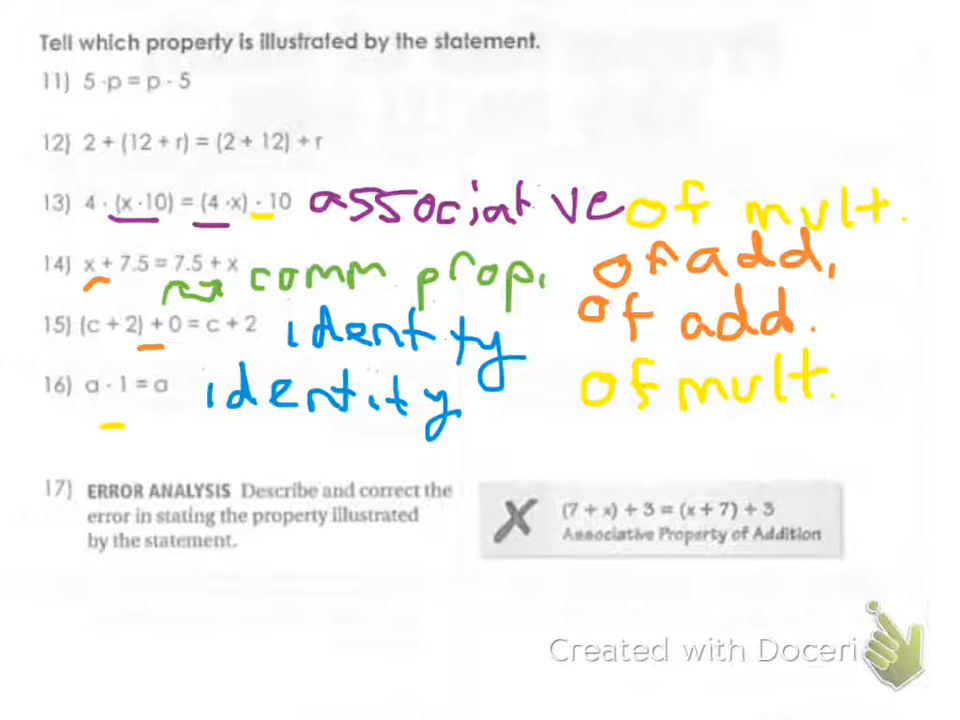 Tell which property is illustrated by the statement.
11) 5 · p = p · 5
12) 2 + (12 + r) = (2 + 12) + r
13) 4 · (x · 10) = (4 · x) · 10 associative of mult.
14) x + 7.5 = 7.5 + x comm prop. of add.
15) (c + 2) + 0 = c + 2 identity of add.
16) a · 1 = a identity of mult.
17) ERROR ANALYSIS Describe and correct the
error in stating the property illustrated
by the statement.
X (7 + x) + 3 = (x + 7) + 3
Associative Property of Addition
Created with Doceri